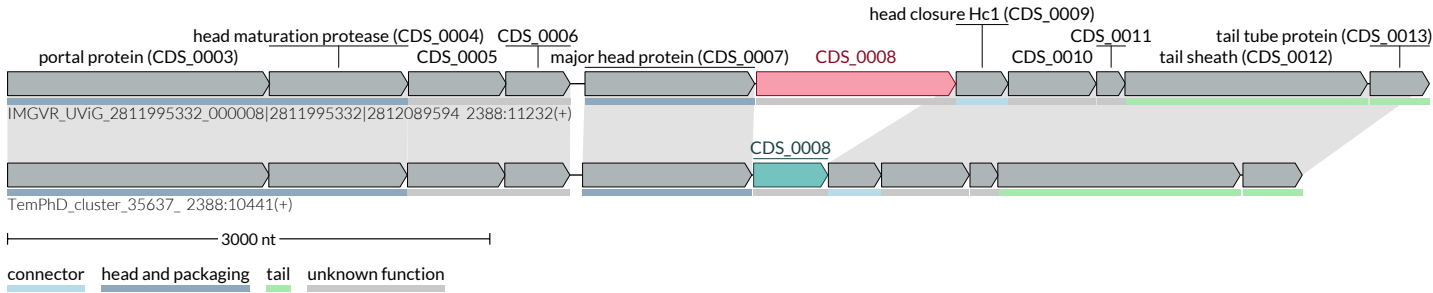 head closure Hc1 (CDS_0009)
head maturation protease (CDS_0004) CDS_0006 CDS_0011 tail tube protein (CDS_0013)
portal protein (CDS_0003) CDS_0005 major head protein (CDS_0007) CDS_0008 CDS_0010 tail sheath (CDS_0012)
IMGVR_UViG_2811995332_000008|2811995332|2812089594 2388:11232(+)
CDS_0008
TemPhD_cluster_35637_ 2388:10441(+)
3000 nt
connector head and packaging tail unknown function